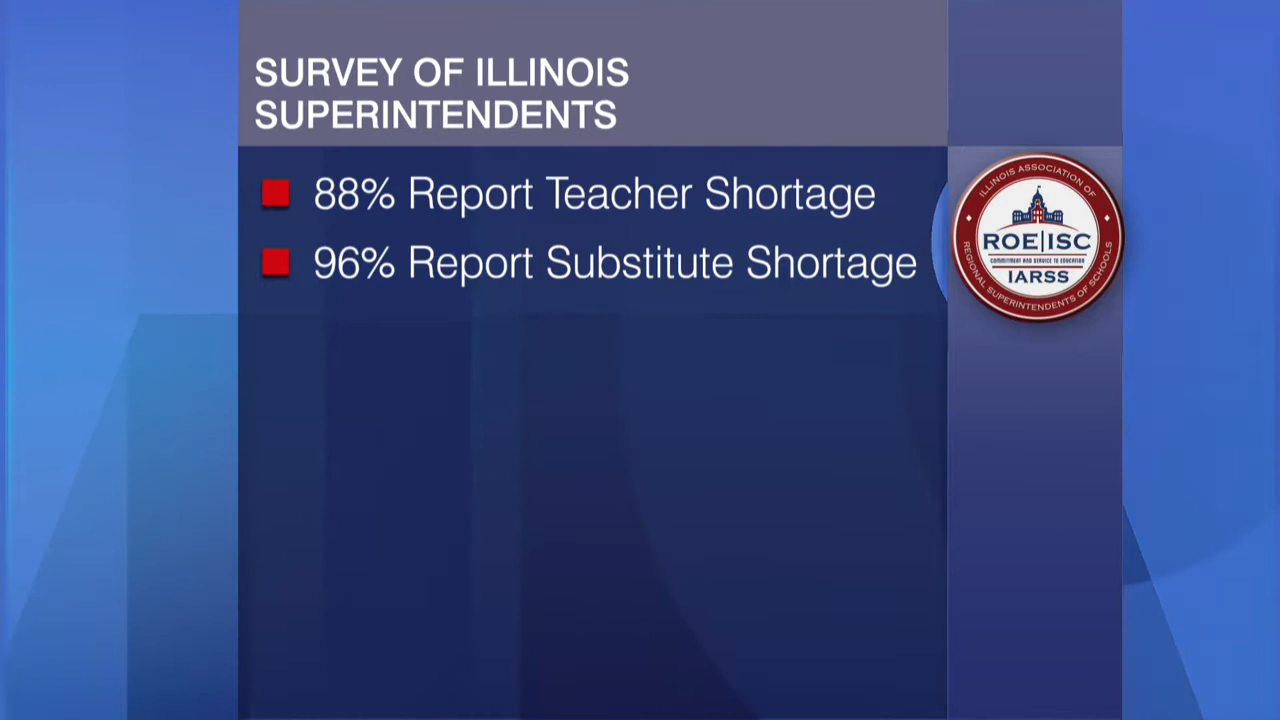 SURVEY OF ILLINOIS
SUPERINTENDENTS
88% Report Teacher Shortage
96% Report Substitute Shortage
ILLINOIS ASSOCIATION OF
ROE|ISC
COMMITMENT AND SERVICE TO EDUCATION
IARSS
REGIONAL SUPERINTENDENTS OF SCHOOLS